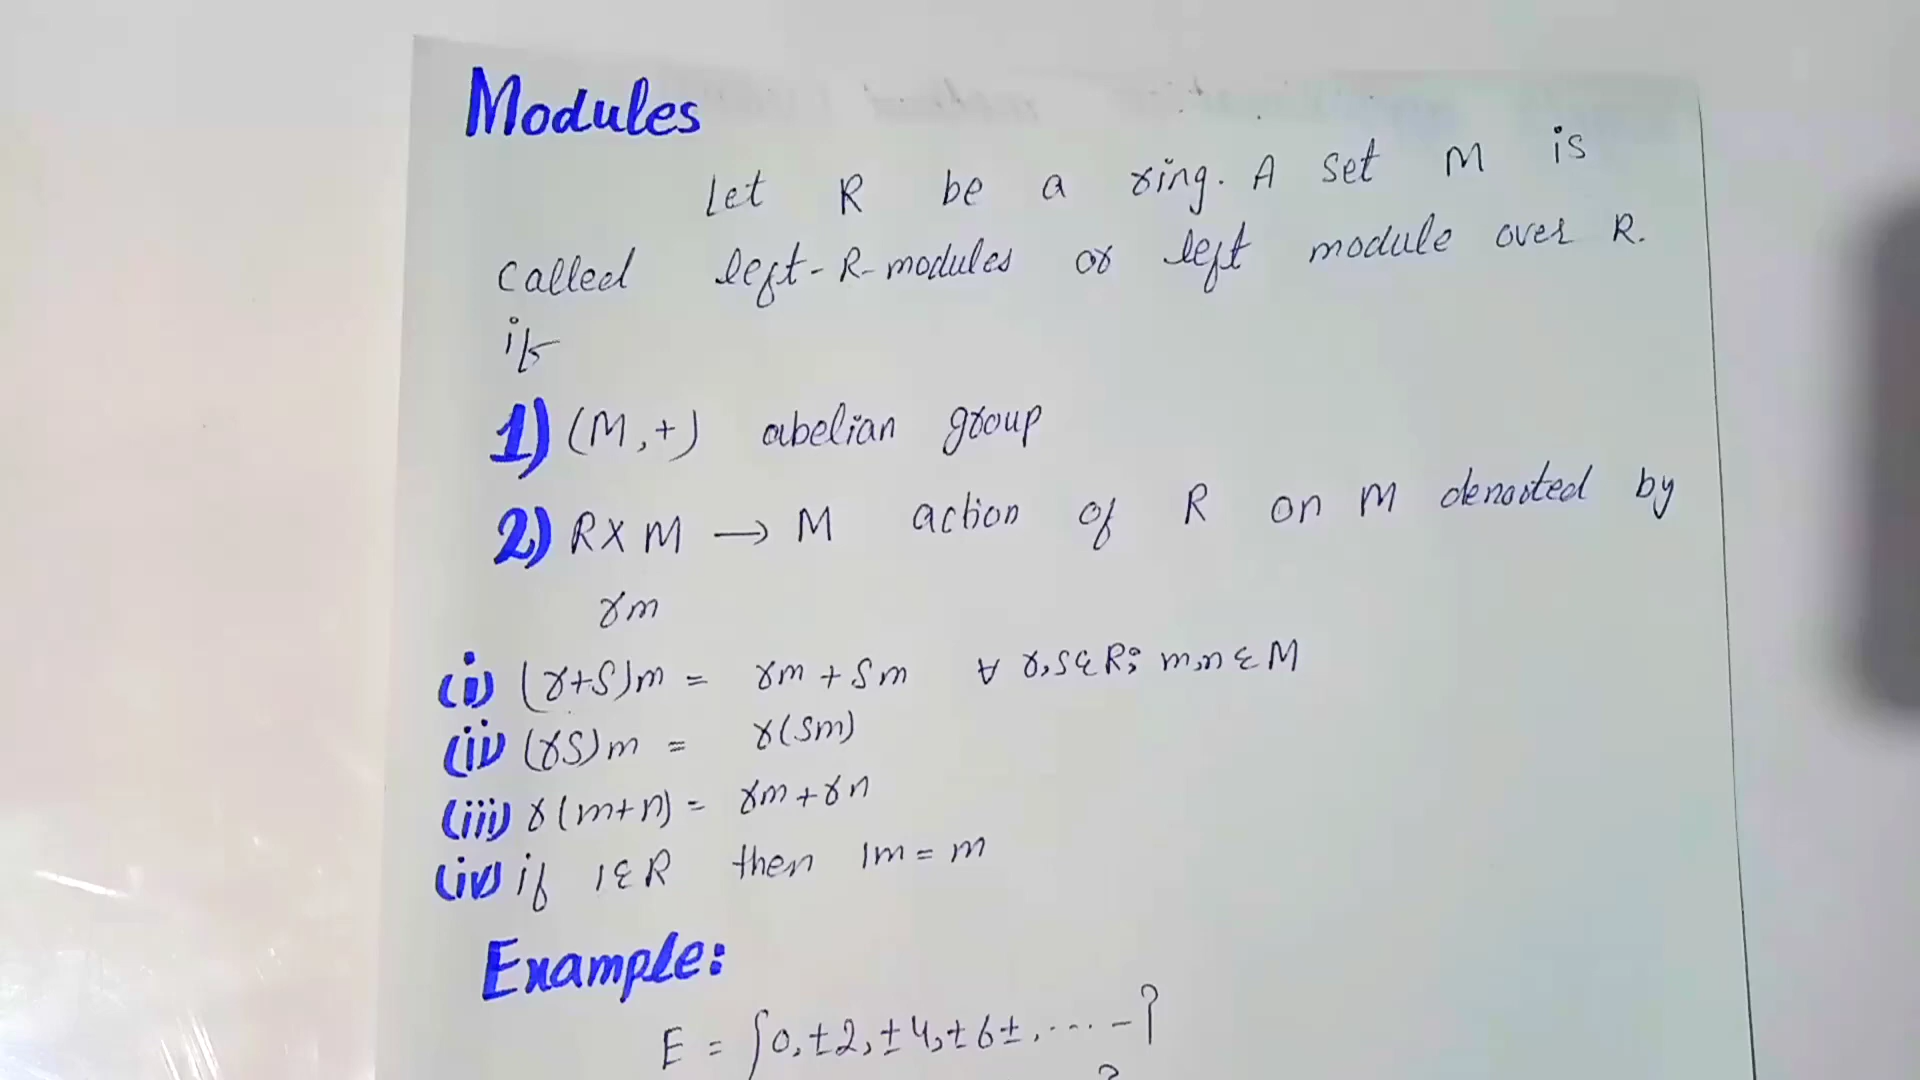 Modules
Let R be a ring. A set M is
called left-R-modules or left module over R.
if
1) (M,+) abelian group
2) R×M → M action of R on M denoited by
rm
(i) (r+s)m = rm + sm ∀ r,s∈R; m,n∈M
(ii) (rs)m = r(sm)
(iii) r(m+n) = rm+rn
(iv) if 1∈R then 1m = m
Example:
E = {0,±2,±4,±6±,....-}